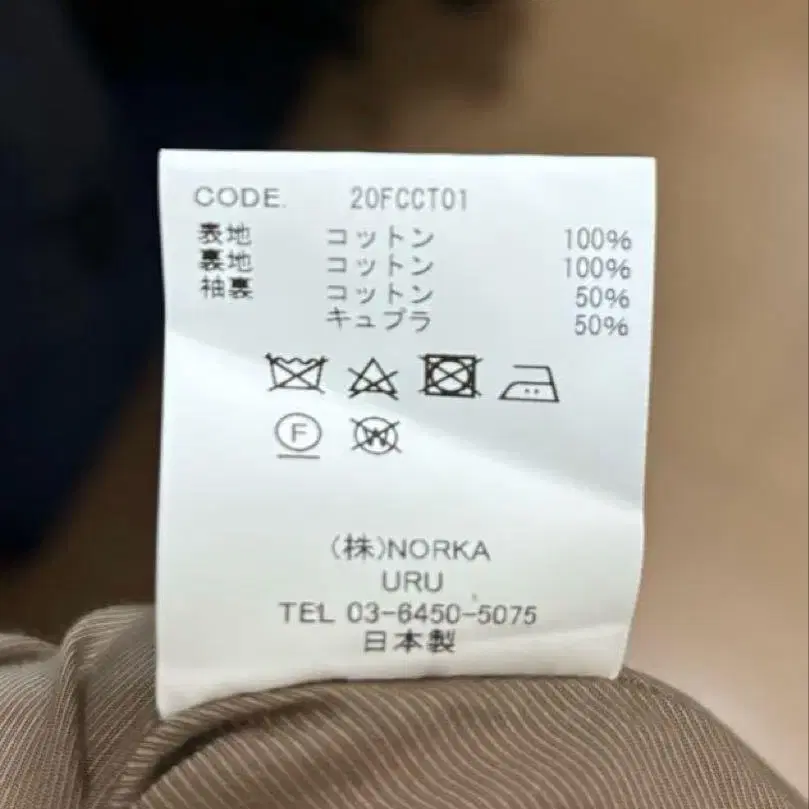 CODE. 20FCCT01
表地 コットン 100%
裏地 コットン 100%
袖裏 コットン 50%
キュプラ 50%
F W
(株)NORKA
URU
TEL 03-6450-5075
日本製